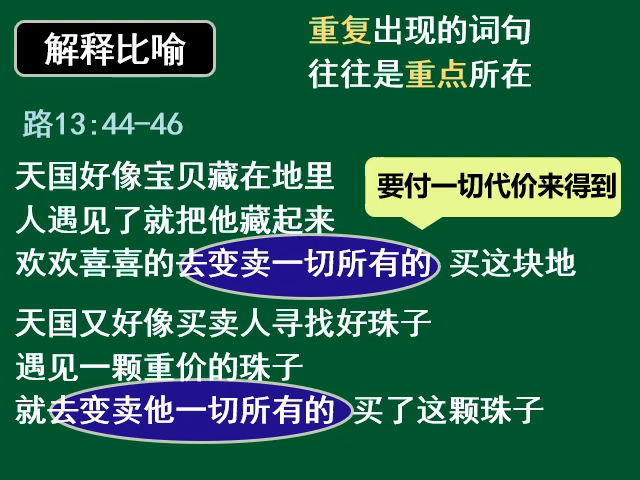 解释比喻
重复出现的词句
往往是重点所在
路13:44-46
天国好像宝贝藏在地里
人遇见了就把他藏起来
要付一切代价来得到
欢欢喜喜的去变卖一切所有的 买这块地
天国又好像买卖人寻找好珠子
遇见一颗重价的珠子
就去变卖他一切所有的 买了这颗珠子